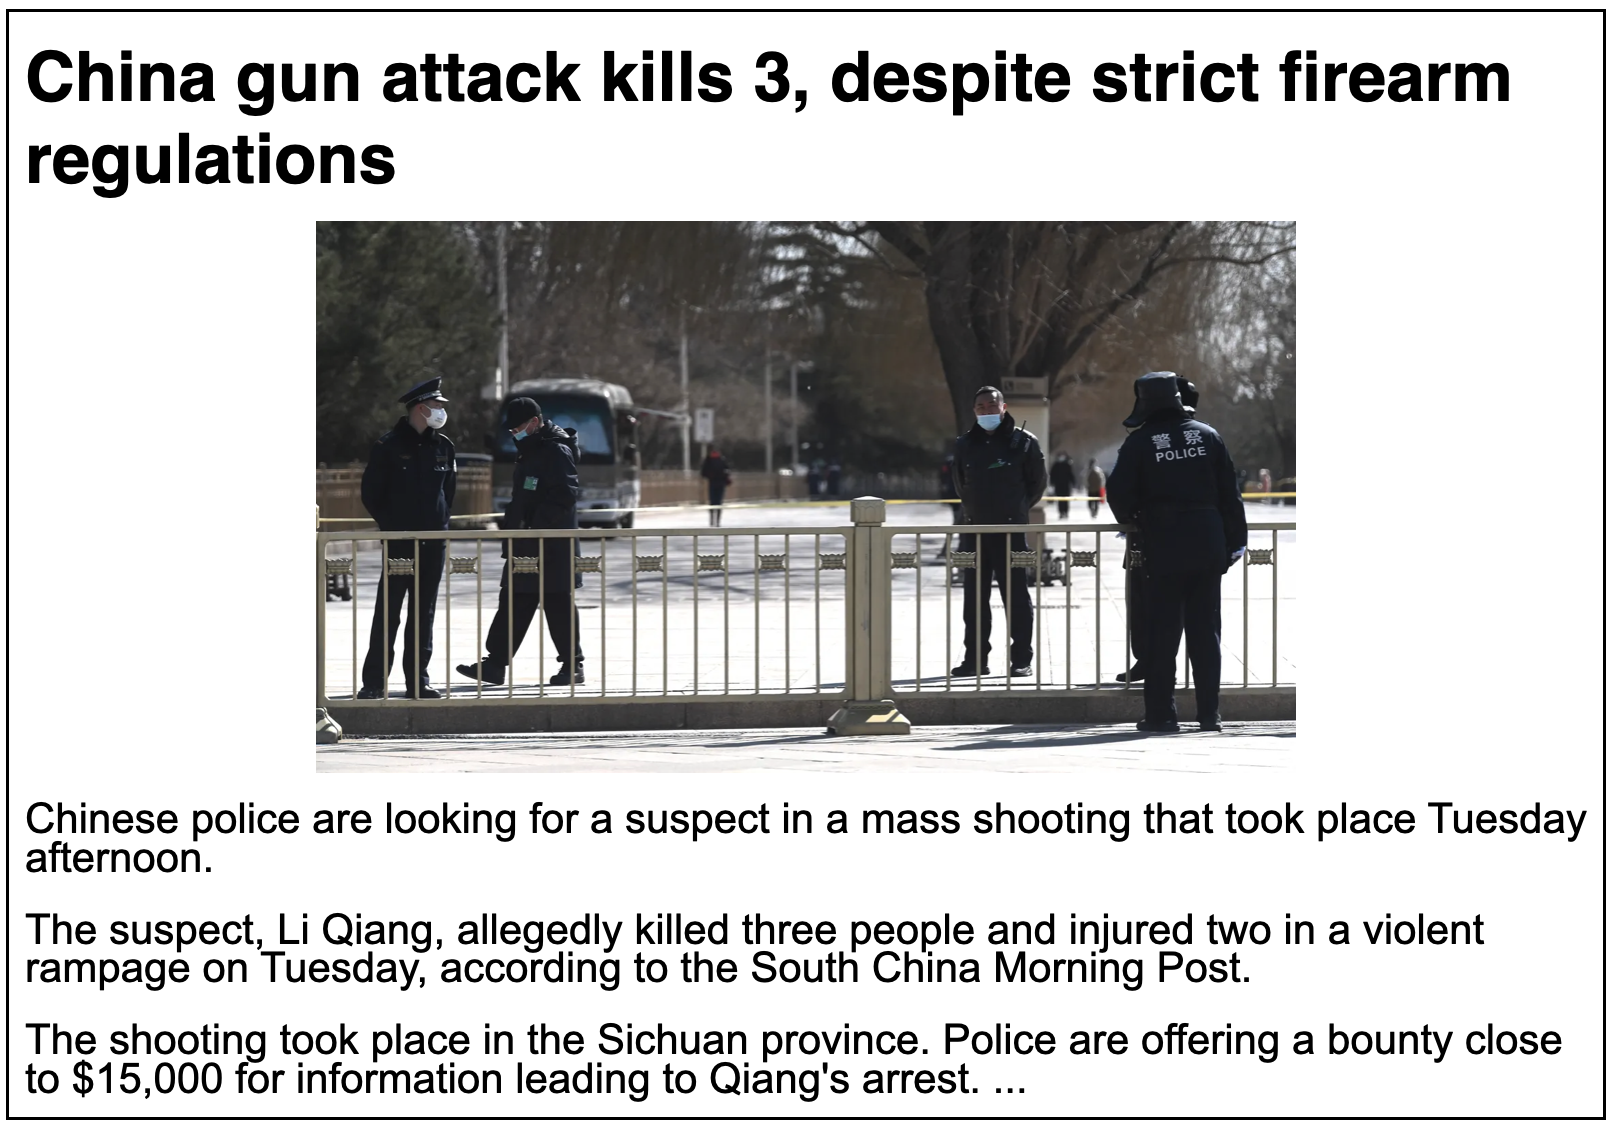 China gun attack kills 3, despite strict firearm
regulations
警 察
POLICE
Chinese police are looking for a suspect in a mass shooting that took place Tuesday
afternoon.
The suspect, Li Qiang, allegedly killed three people and injured two in a violent
rampage on Tuesday, according to the South China Morning Post.
The shooting took place in the Sichuan province. Police are offering a bounty close
to $15,000 for information leading to Qiang's arrest. ...